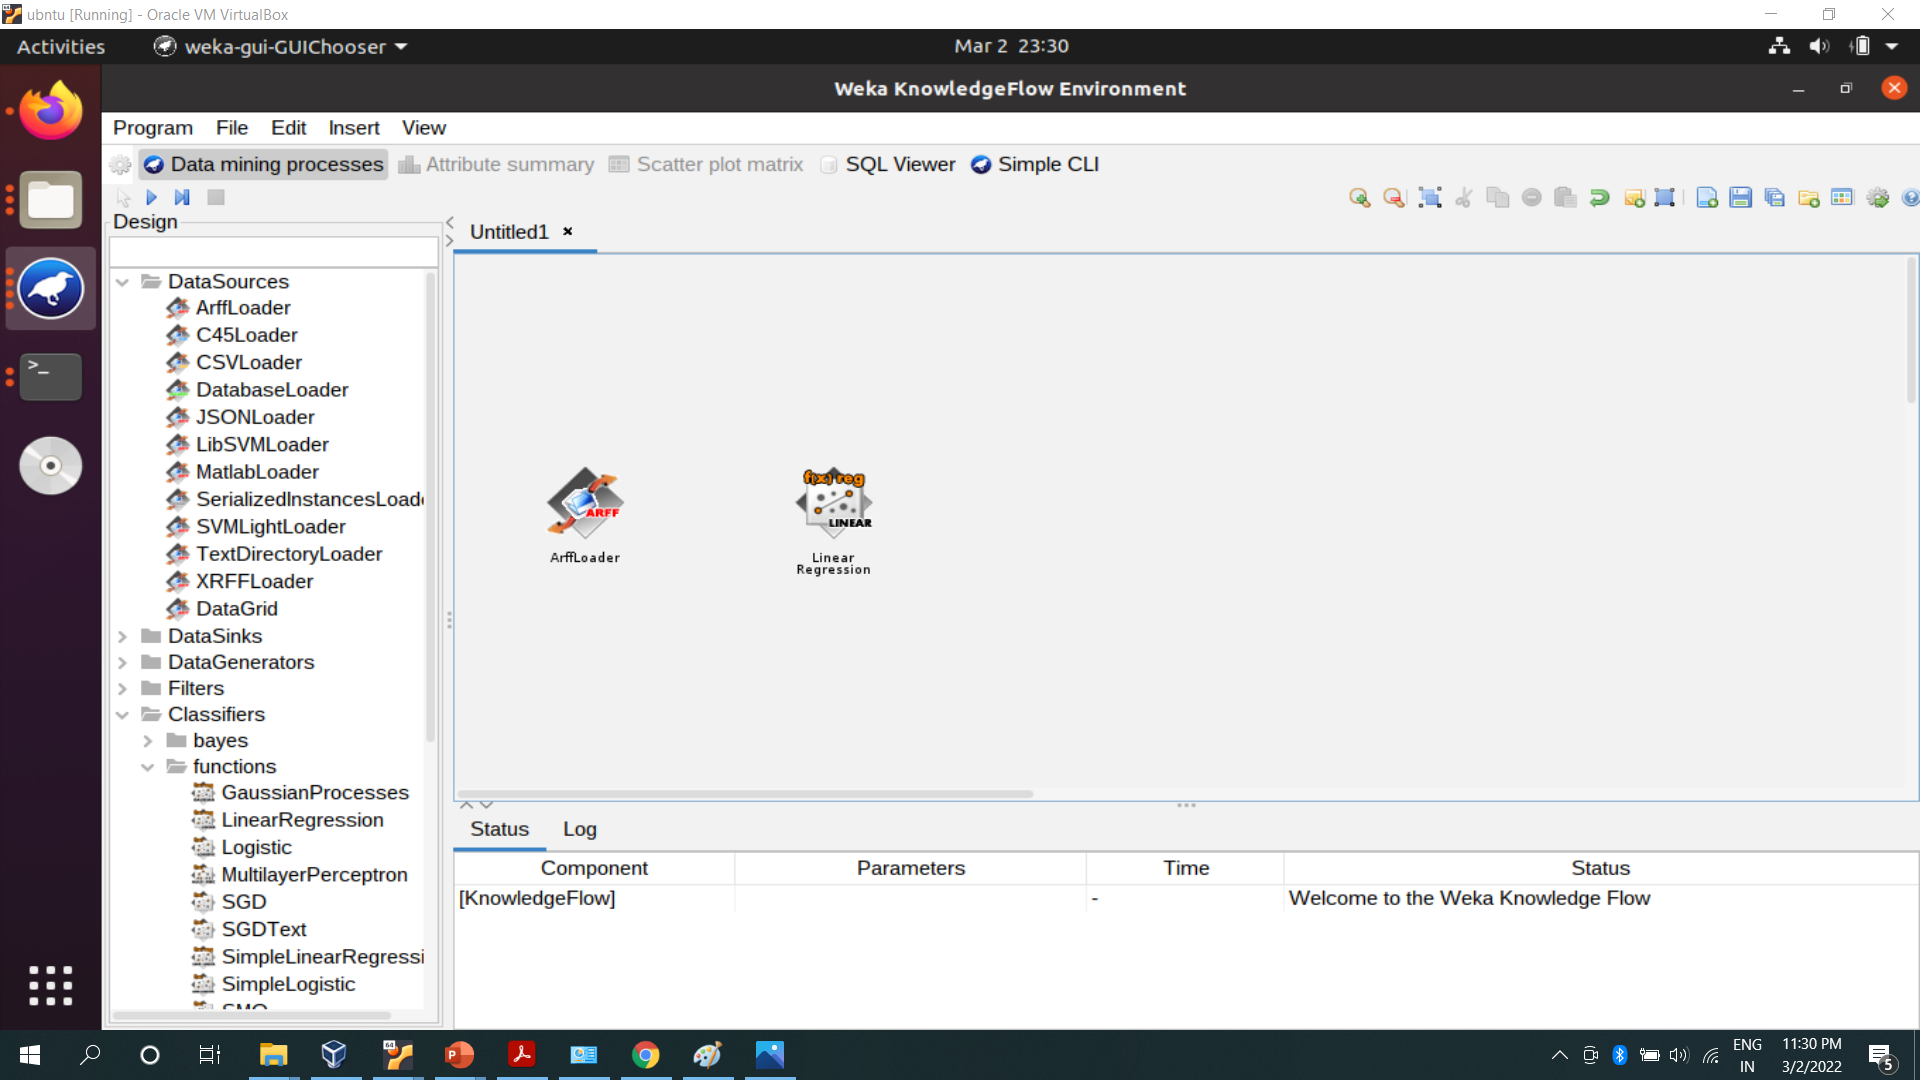 ubntu [Running] - Oracle VM VirtualBox
Activities weka-gui-GUIChooser Mar 2 23:30
Weka KnowledgeFlow Environment
Program File Edit Insert View
Data mining processes Attribute summary Scatter plot matrix SQL Viewer Simple CLI
Design
Untitled1 ×
DataSources
ArffLoader
C45Loader
CSVLoader
DatabaseLoader
JSONLoader
LibSVMLoader
MatlabLoader
SerializedInstancesLoade
SVMLightLoader
TextDirectoryLoader
XRFFLoader
DataGrid
DataSinks
DataGenerators
Filters
Classifiers
bayes
functions
GaussianProcesses
LinearRegression
Logistic
MultilayerPerceptron
SGD
SGDText
SimpleLinearRegressi
SimpleLogistic
SMO
ARFF
ArffLoader
f(x) reg
LINEAR
Linear
Regression
Status Log
Component Parameters Time Status
[KnowledgeFlow] - Welcome to the Weka Knowledge Flow
64
ENG
IN
11:30 PM
3/2/2022
5